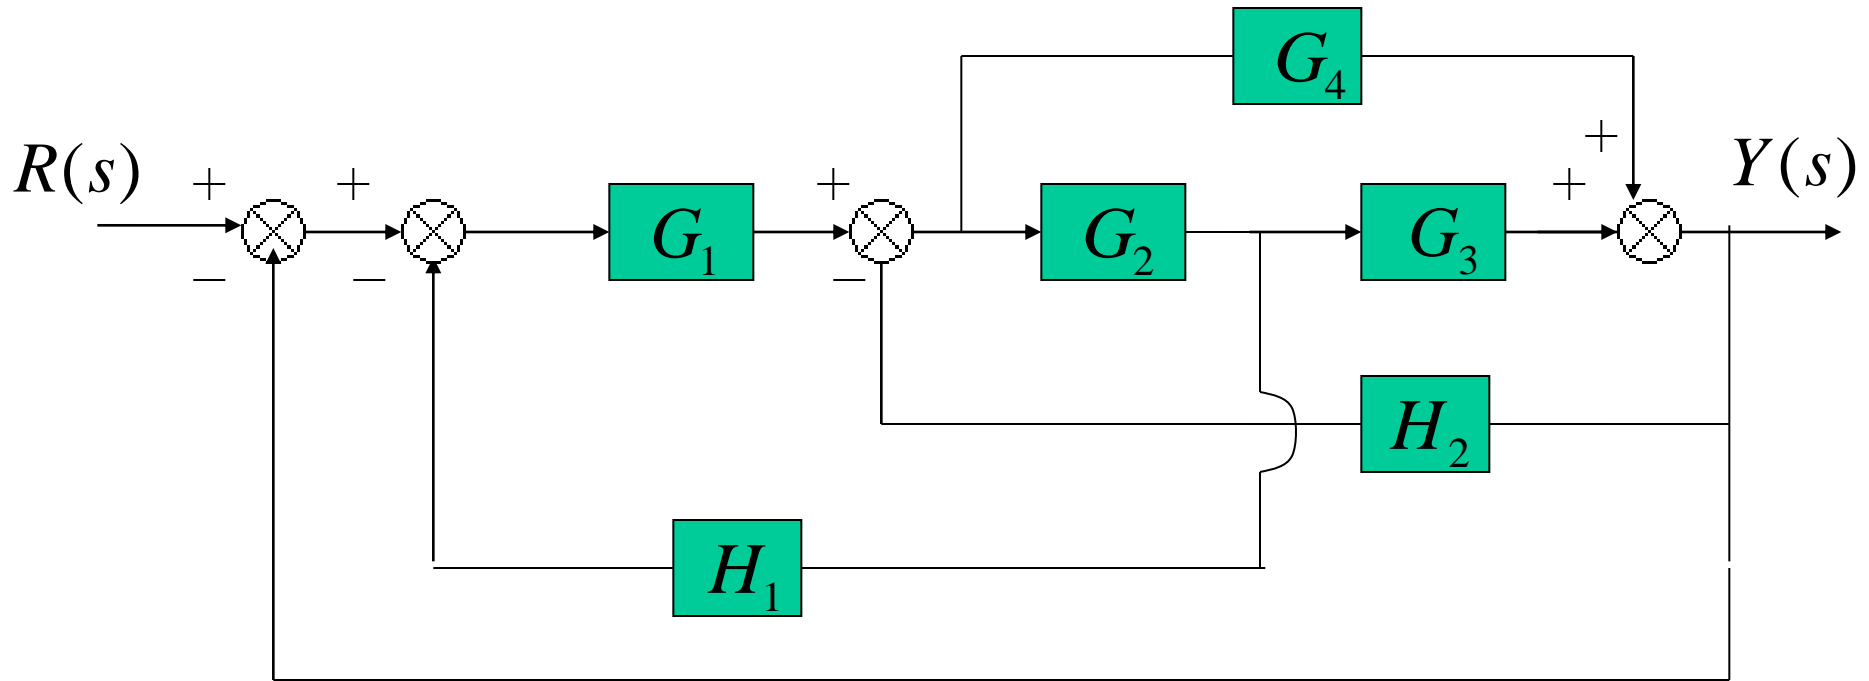 G₄
R(s) + − + − G₁ + − G₂ G₃ + + Y(s)
H₂
H₁